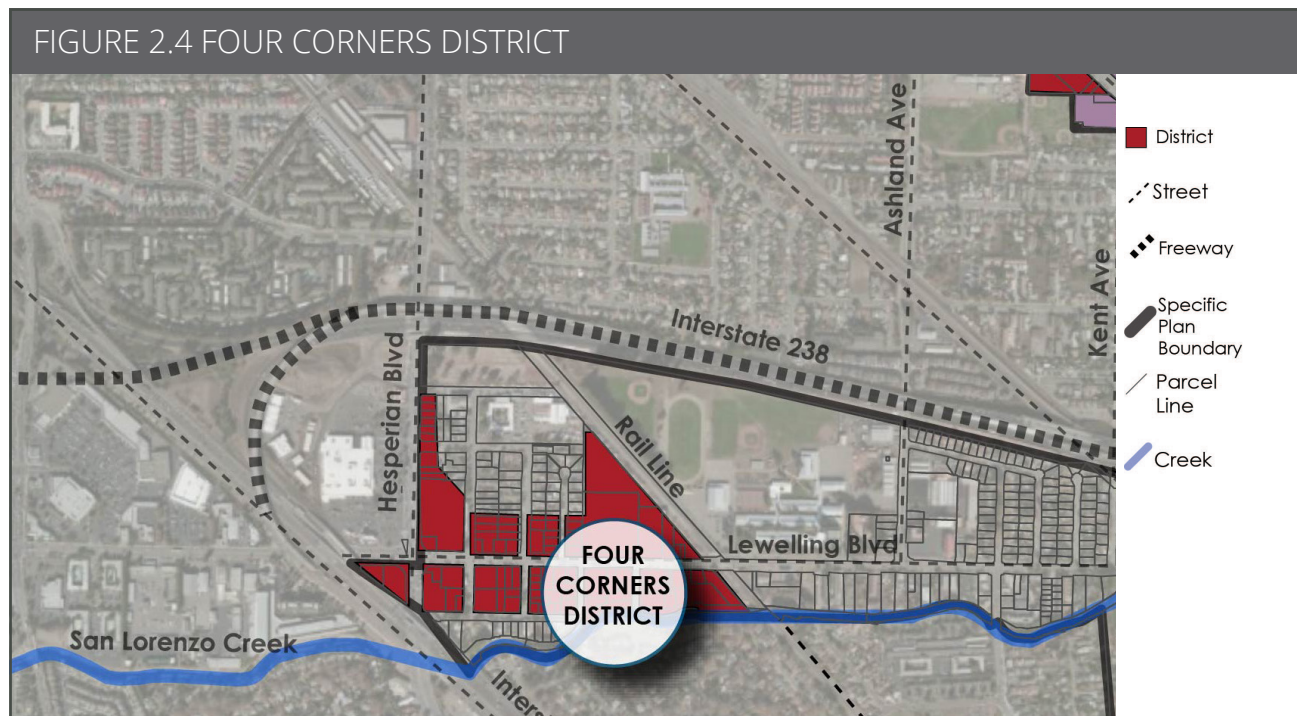 FIGURE 2.4 FOUR CORNERS DISTRICT
Ashland Ave
Kent Ave
Interstate 238
Hesperian Blvd
Rail Line
Lewelling Blvd
FOUR
CORNERS
DISTRICT
San Lorenzo Creek
District
Street
Freeway
Specific
Plan
Boundary
Parcel
Line
Creek